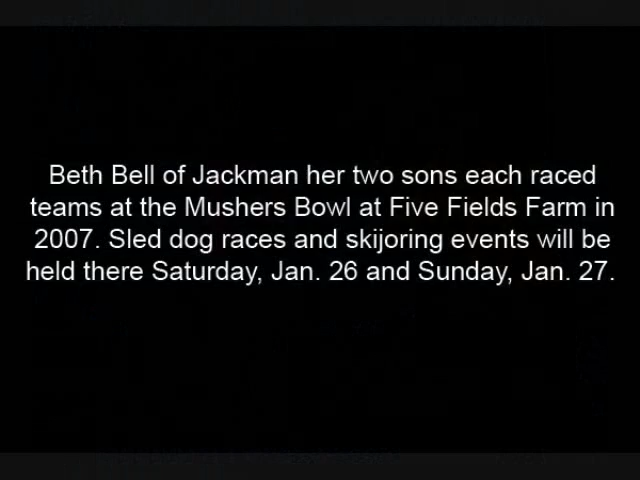 Beth Bell of Jackman her two sons each raced
teams at the Mushers Bowl at Five Fields Farm in
2007. Sled dog races and skijoring events will be
held there Saturday, Jan. 26 and Sunday, Jan. 27.